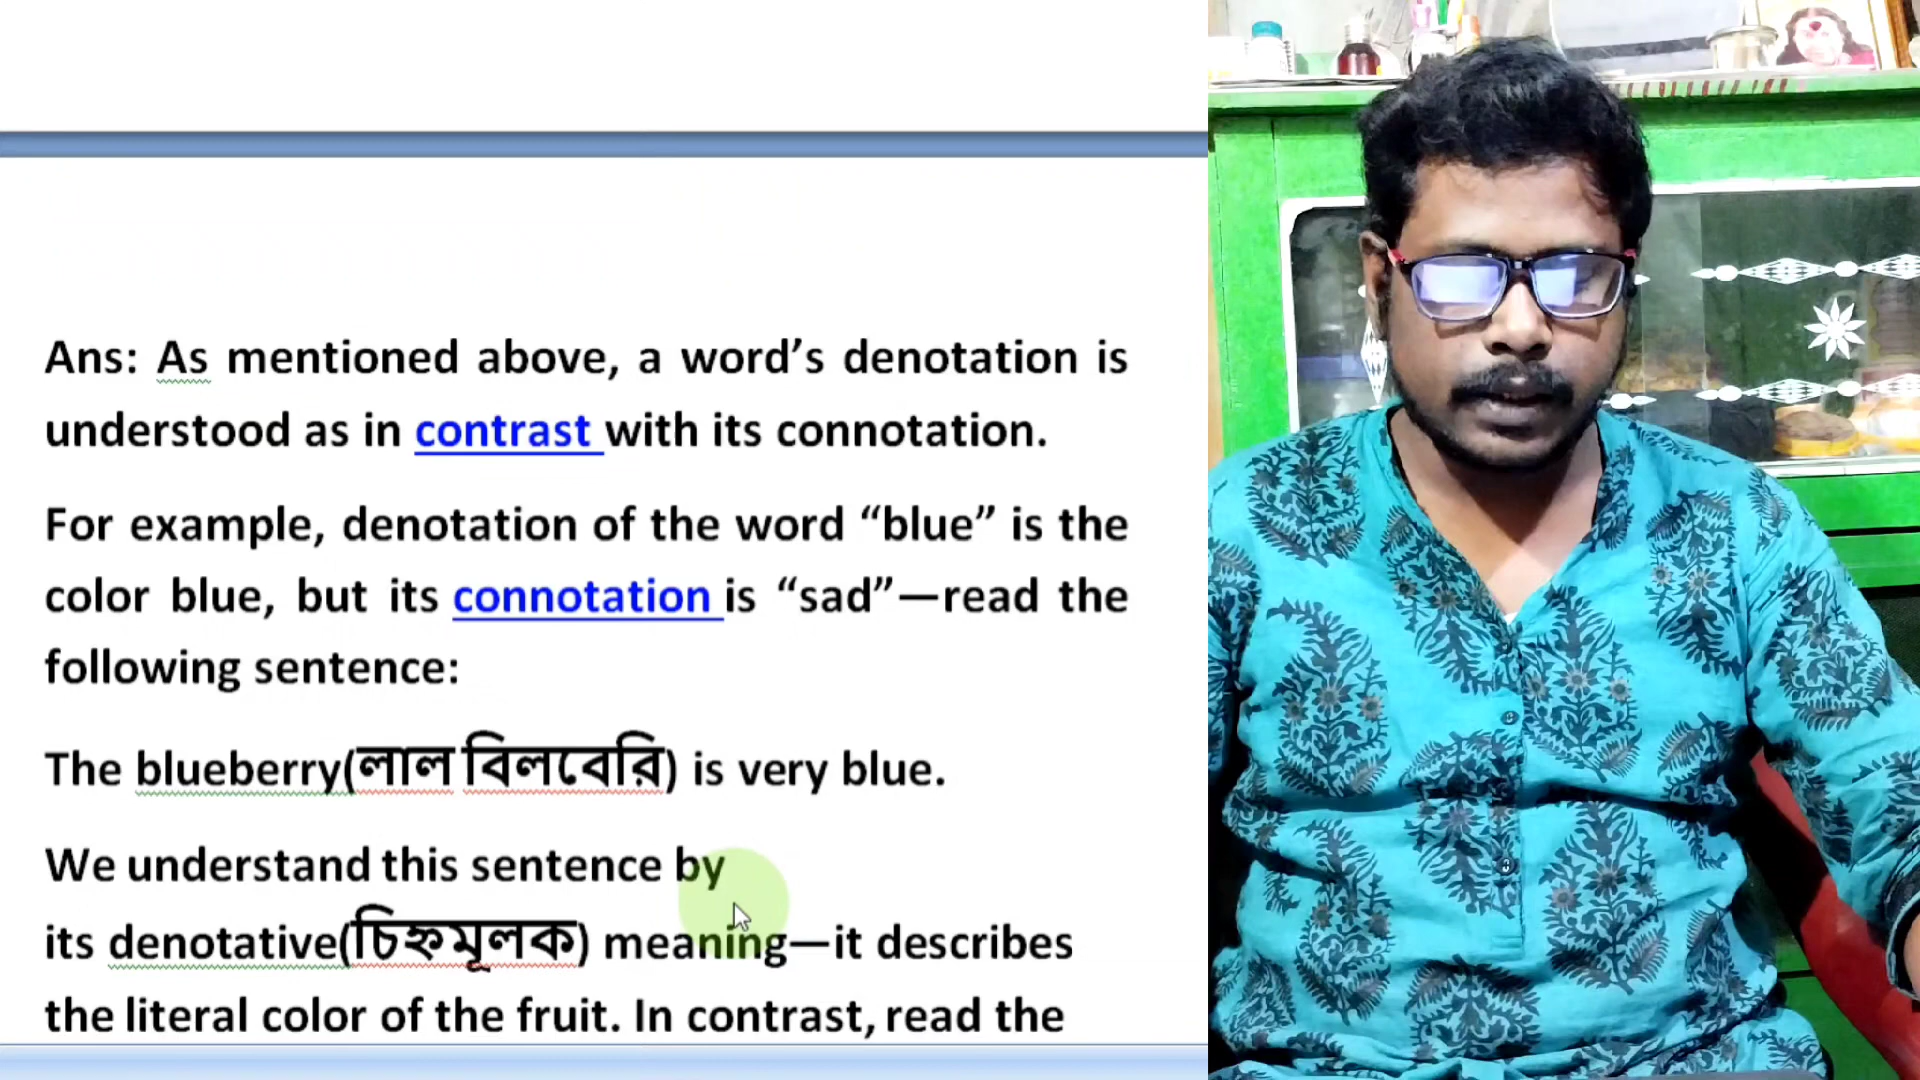 Ans: As mentioned above, a word’s denotation is
understood as in contrast with its connotation.
For example, denotation of the word “blue” is the
color blue, but its connotation is “sad”—read the
following sentence:
The blueberry(লাল বিলবেরি) is very blue.
We understand this sentence by
its denotative(চিহ্নমূলক) meaning—it describes
the literal color of the fruit. In contrast, read the